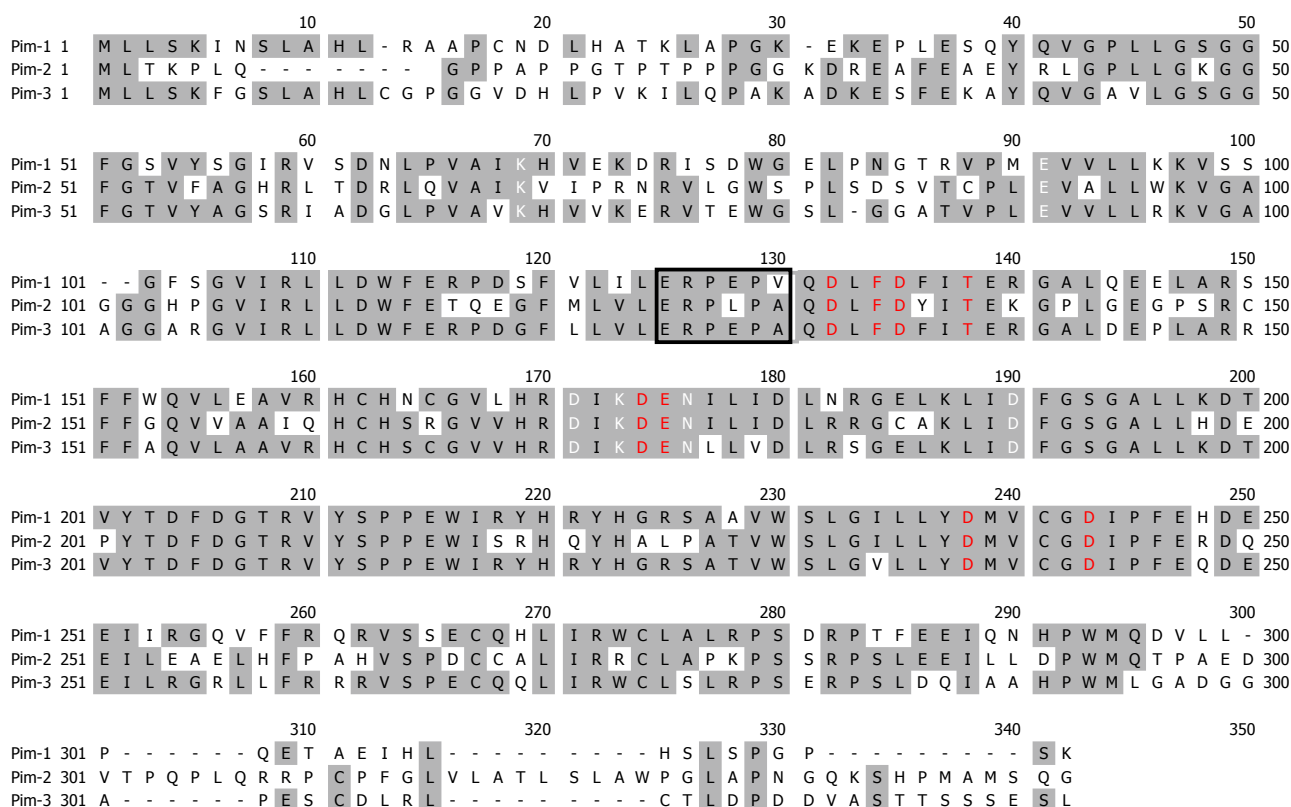 10 20 30 40 50
Pim-1 1 M L L S K I N S L A H L - R A A P C N D L H A T K L A P G K - E K E P L E S Q Y Q V G P L L G S G G 50
Pim-2 1 M L T K P L Q - - - - - - - G P P A P P G T P T P P P G G K D R E A F E A E Y R L G P L L G K G G 50
Pim-3 1 M L L S K F G S L A H L C G P G G V D H L P V K I L Q P A K A D K E S F E K A Y Q V G A V L G S G G 50
60 70 80 90 100
Pim-1 51 F G S V Y S G I R V S D N L P V A I K H V E K D R I S D W G E L P N G T R V P M E V V L L K K V S S 100
Pim-2 51 F G T V F A G H R L T D R L Q V A I K V I P R N R V L G W S P L S D S V T C P L E V A L L W K V G A 100
Pim-3 51 F G T V Y A G S R I A D G L P V A V K H V V K E R V T E W G S L - G G A T V P L E V V L L R K V G A 100
110 120 130 140 150
Pim-1 101 - - G F S G V I R L L D W F E R P D S F V L I L E R P E P V Q D L F D F I T E R G A L Q E E L A R S 150
Pim-2 101 G G G H P G V I R L L D W F E T Q E G F M L V L E R P L P A Q D L F D Y I T E K G P L G E G P S R C 150
Pim-3 101 A G G A R G V I R L L D W F E R P D G F L L V L E R P E P A Q D L F D F I T E R G A L D E P L A R R 150
160 170 180 190 200
Pim-1 151 F F W Q V L E A V R H C H N C G V L H R D I K D E N I L I D L N R G E L K L I D F G S G A L L K D T 200
Pim-2 151 F F G Q V V A A I Q H C H S R G V V H R D I K D E N I L I D L R R G C A K L I D F G S G A L L H D E 200
Pim-3 151 F F A Q V L A A V R H C H S C G V V H R D I K D E N L L V D L R S G E L K L I D F G S G A L L K D T 200
210 220 230 240 250
Pim-1 201 V Y T D F D G T R V Y S P P E W I R Y H R Y H G R S A A V W S L G I L L Y D M V C G D I P F E H D E 250
Pim-2 201 P Y T D F D G T R V Y S P P E W I S R H Q Y H A L P A T V W S L G I L L Y D M V C G D I P F E R D Q 250
Pim-3 201 V Y T D F D G T R V Y S P P E W I R Y H R Y H G R S A T V W S L G V L L Y D M V C G D I P F E Q D E 250
260 270 280 290 300
Pim-1 251 E I I R G Q V F F R Q R V S S E C Q H L I R W C L A L R P S D R P T F E E I Q N H P W M Q D V L L - 300
Pim-2 251 E I L E A E L H F P A H V S P D C C A L I R R C L A P K P S S R P S L E E I L L D P W M Q T P A E D 300
Pim-3 251 E I L R G R L L F R R R V S P E C Q Q L I R W C L S L R P S E R P S L D Q I A A H P W M L G A D G G 300
310 320 330 340 350
Pim-1 301 P - - - - - - Q E T A E I H L - - - - - - - - - H S L S P G P - - - - - - - - - S K
Pim-2 301 V T P Q P L Q R R P C P F G L V L A T L S L A W P G L A P N G Q K S H P M A M S Q G
Pim-3 301 A - - - - - - P E S C D L R L - - - - - - - - - C T L D P D D V A S T T S S S E S L